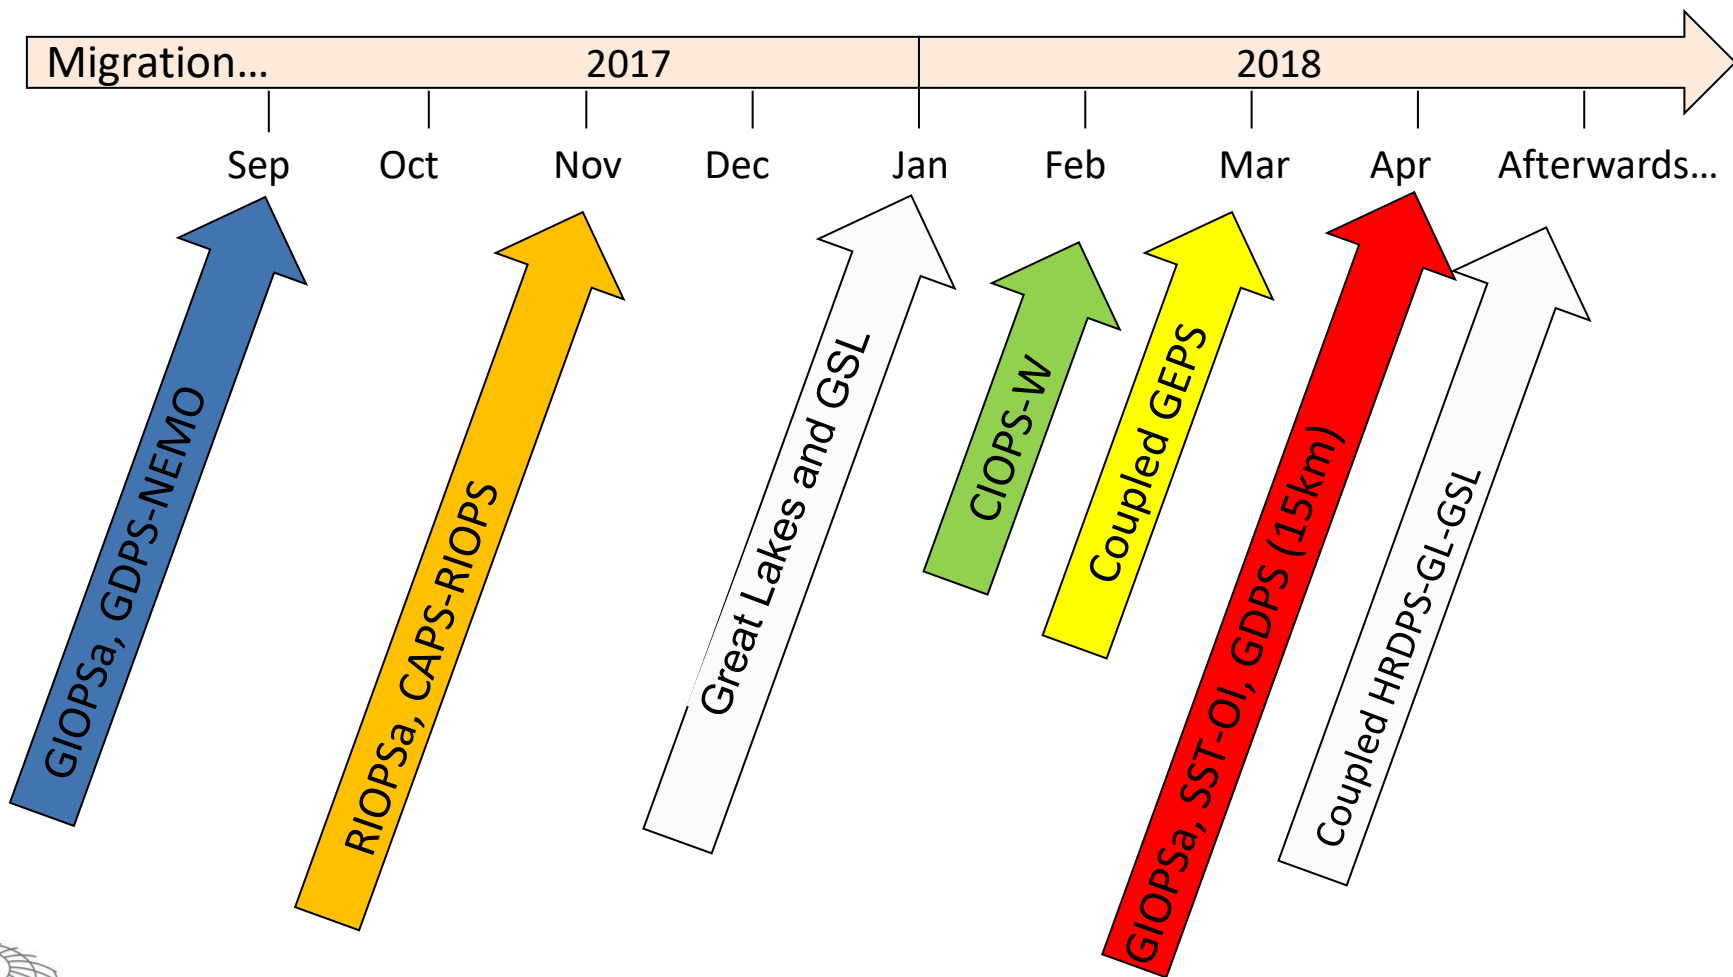 Migration...
2017
2018
Sep
Oct
Nov
Dec
Jan
Feb
Mar
Apr
Afterwards...
GIOPSa, GDPS-NEMO
RIOPSa, CAPS-RIOPS
Great Lakes and GSL
CIOPS-W
Coupled GEPS
GIOPSa, SST-OI, GDPS (15km)
Coupled HRDPS-GL-GSL